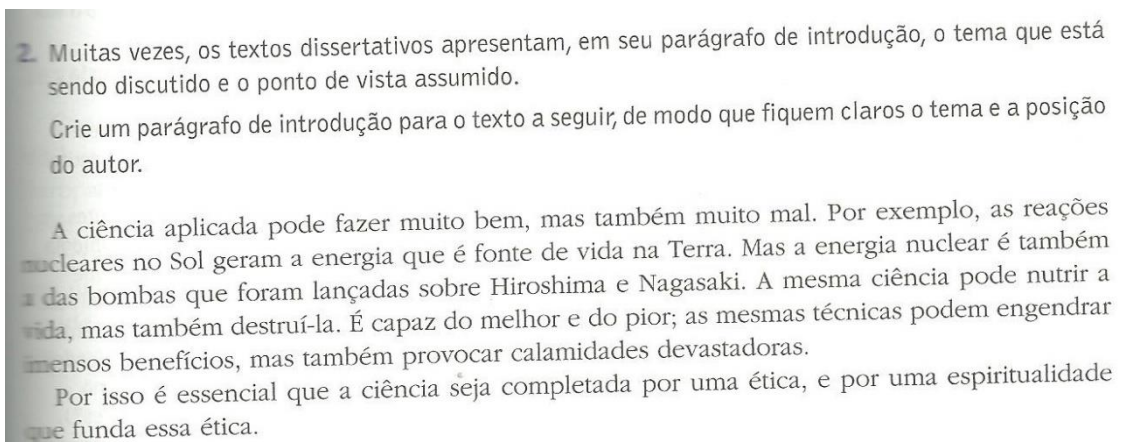 2. Muitas vezes, os textos dissertativos apresentam, em seu parágrafo de introdução, o tema que está
sendo discutido e o ponto de vista assumido.
Crie um parágrafo de introdução para o texto a seguir, de modo que fiquem claros o tema e a posição
do autor.
A ciência aplicada pode fazer muito bem, mas também muito mal. Por exemplo, as reações
nucleares no Sol geram a energia que é fonte de vida na Terra. Mas a energia nuclear é também
a das bombas que foram lançadas sobre Hiroshima e Nagasaki. A mesma ciência pode nutrir a
vida, mas também destruí-la. É capaz do melhor e do pior; as mesmas técnicas podem engendrar
imensos benefícios, mas também provocar calamidades devastadoras.
Por isso é essencial que a ciência seja completada por uma ética, e por uma espiritualidade
que funda essa ética.